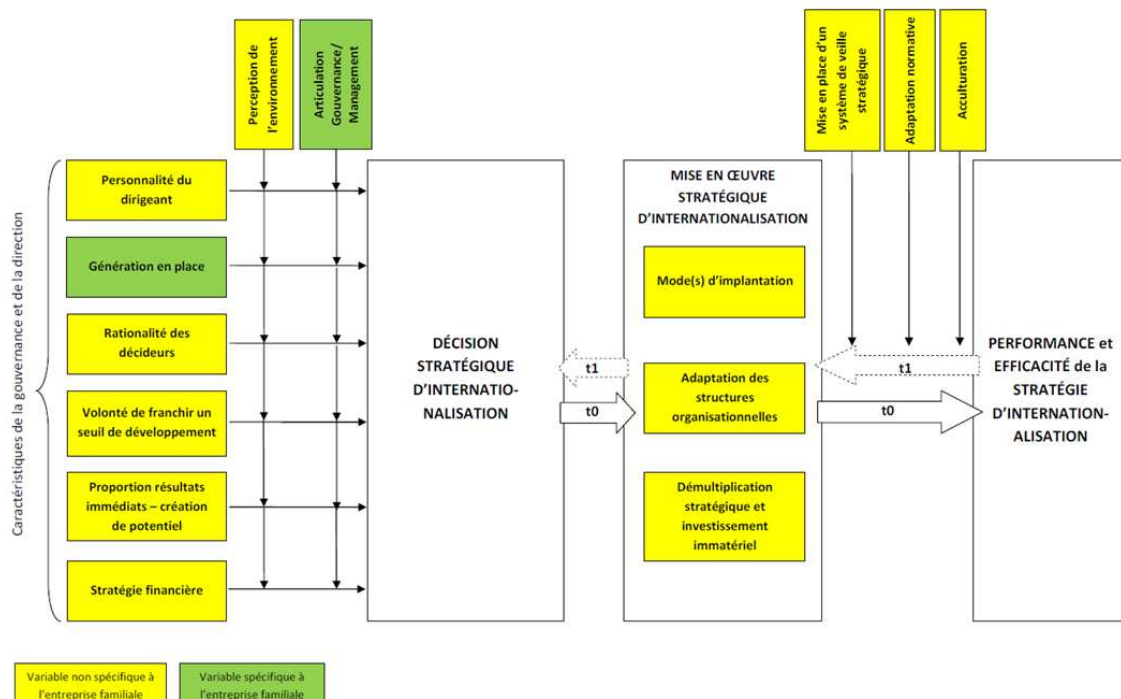 Perception de
l'environnement
Articulation
Gouvernance/
Management
Mise en place d'un
système de veille
stratégique
Adaptation normative
Acculturation
Caractéristiques de la gouvernance et de la direction
Personnalité du
dirigeant
Génération en place
Rationalité des
décideurs
Volonté de franchir un
seuil de développement
Proportion résultats
immédiats – création
de potentiel
Stratégie financière
DÉCISION
STRATÉGIQUE
D'INTERNATIO-
NALISATION
t1
t0
MISE EN ŒUVRE
STRATÉGIQUE
D'INTERNATIONALISATION
Mode(s) d'implantation
Adaptation des
structures
organisationnelles
Démultiplication
stratégique et
investissement
immatériel
t1
t0
PERFORMANCE et
EFFICACITÉ de la
STRATÉGIE
D'INTERNATION-
ALISATION
Variable non spécifique à
l'entreprise familiale
Variable spécifique à
l'entreprise familiale